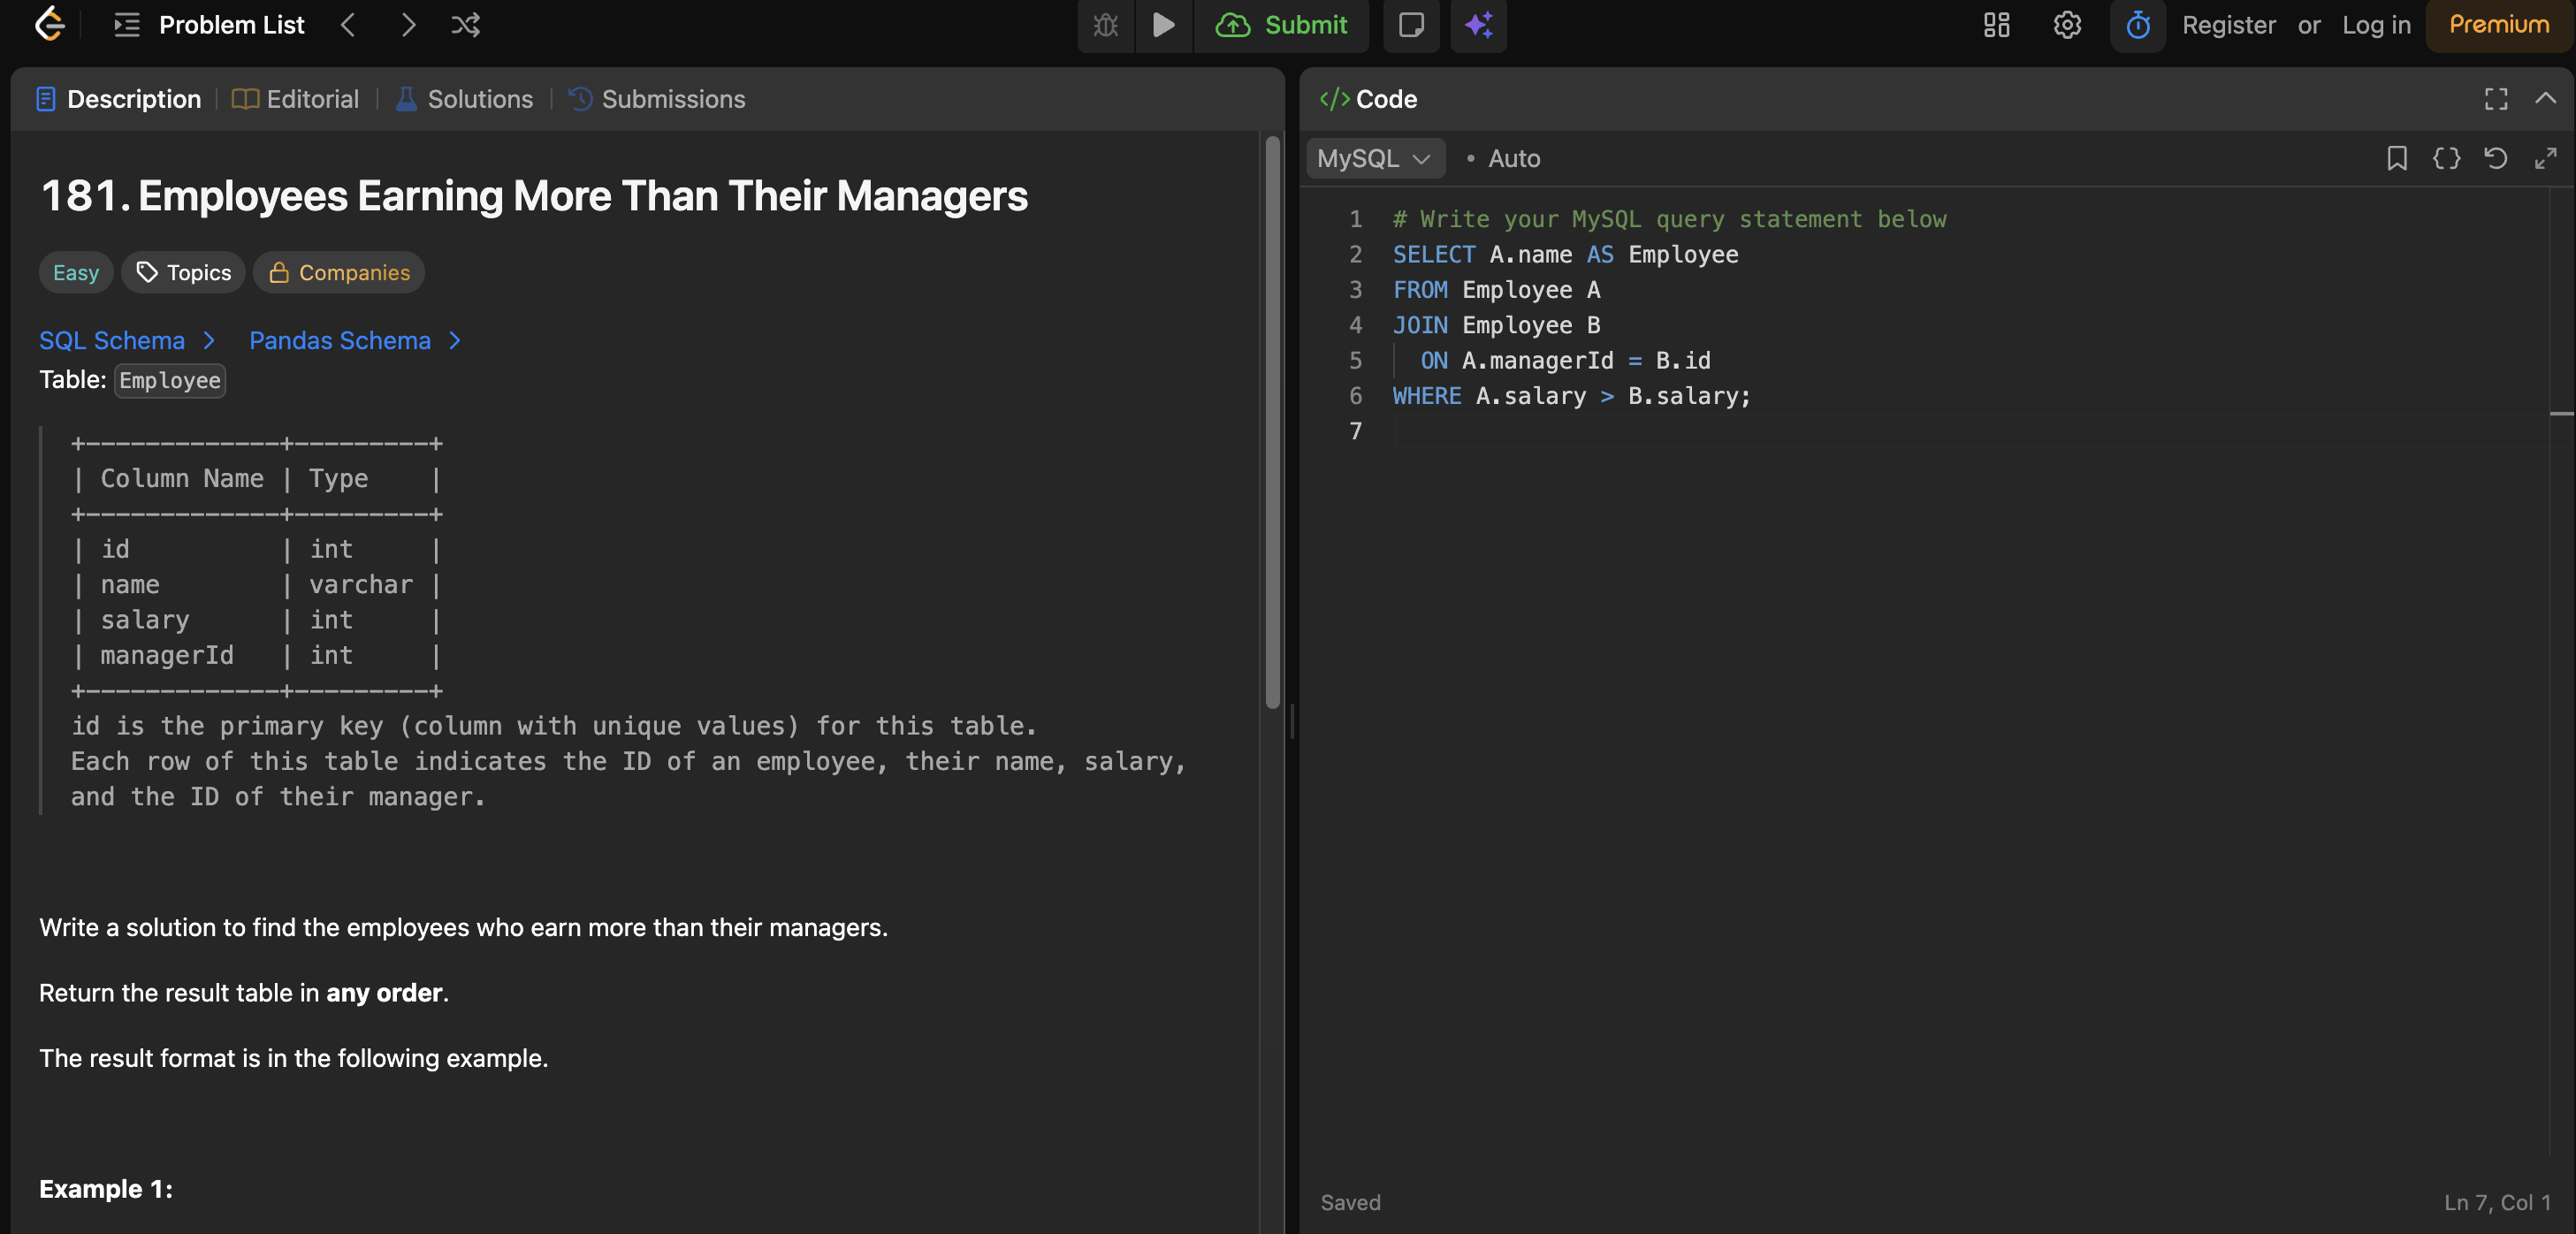 Problem List
Submit
Register or Log in
Premium
Description
Editorial
Solutions
Submissions
181. Employees Earning More Than Their Managers
Easy
Topics
Companies
SQL Schema
Pandas Schema
Table: Employee
+-------------+---------+
| Column Name | Type    |
+-------------+---------+
| id          | int     |
| name        | varchar |
| salary      | int     |
| managerId   | int     |
+-------------+---------+
id is the primary key (column with unique values) for this table.
Each row of this table indicates the ID of an employee, their name, salary,
and the ID of their manager.
Write a solution to find the employees who earn more than their managers.
Return the result table in any order.
The result format is in the following example.
Example 1:
</> Code
MySQL • Auto
1 # Write your MySQL query statement below
2 SELECT A.name AS Employee
3 FROM Employee A
4 JOIN Employee B
5   ON A.managerId = B.id
6 WHERE A.salary > B.salary;
7
Saved
Ln 7, Col 1